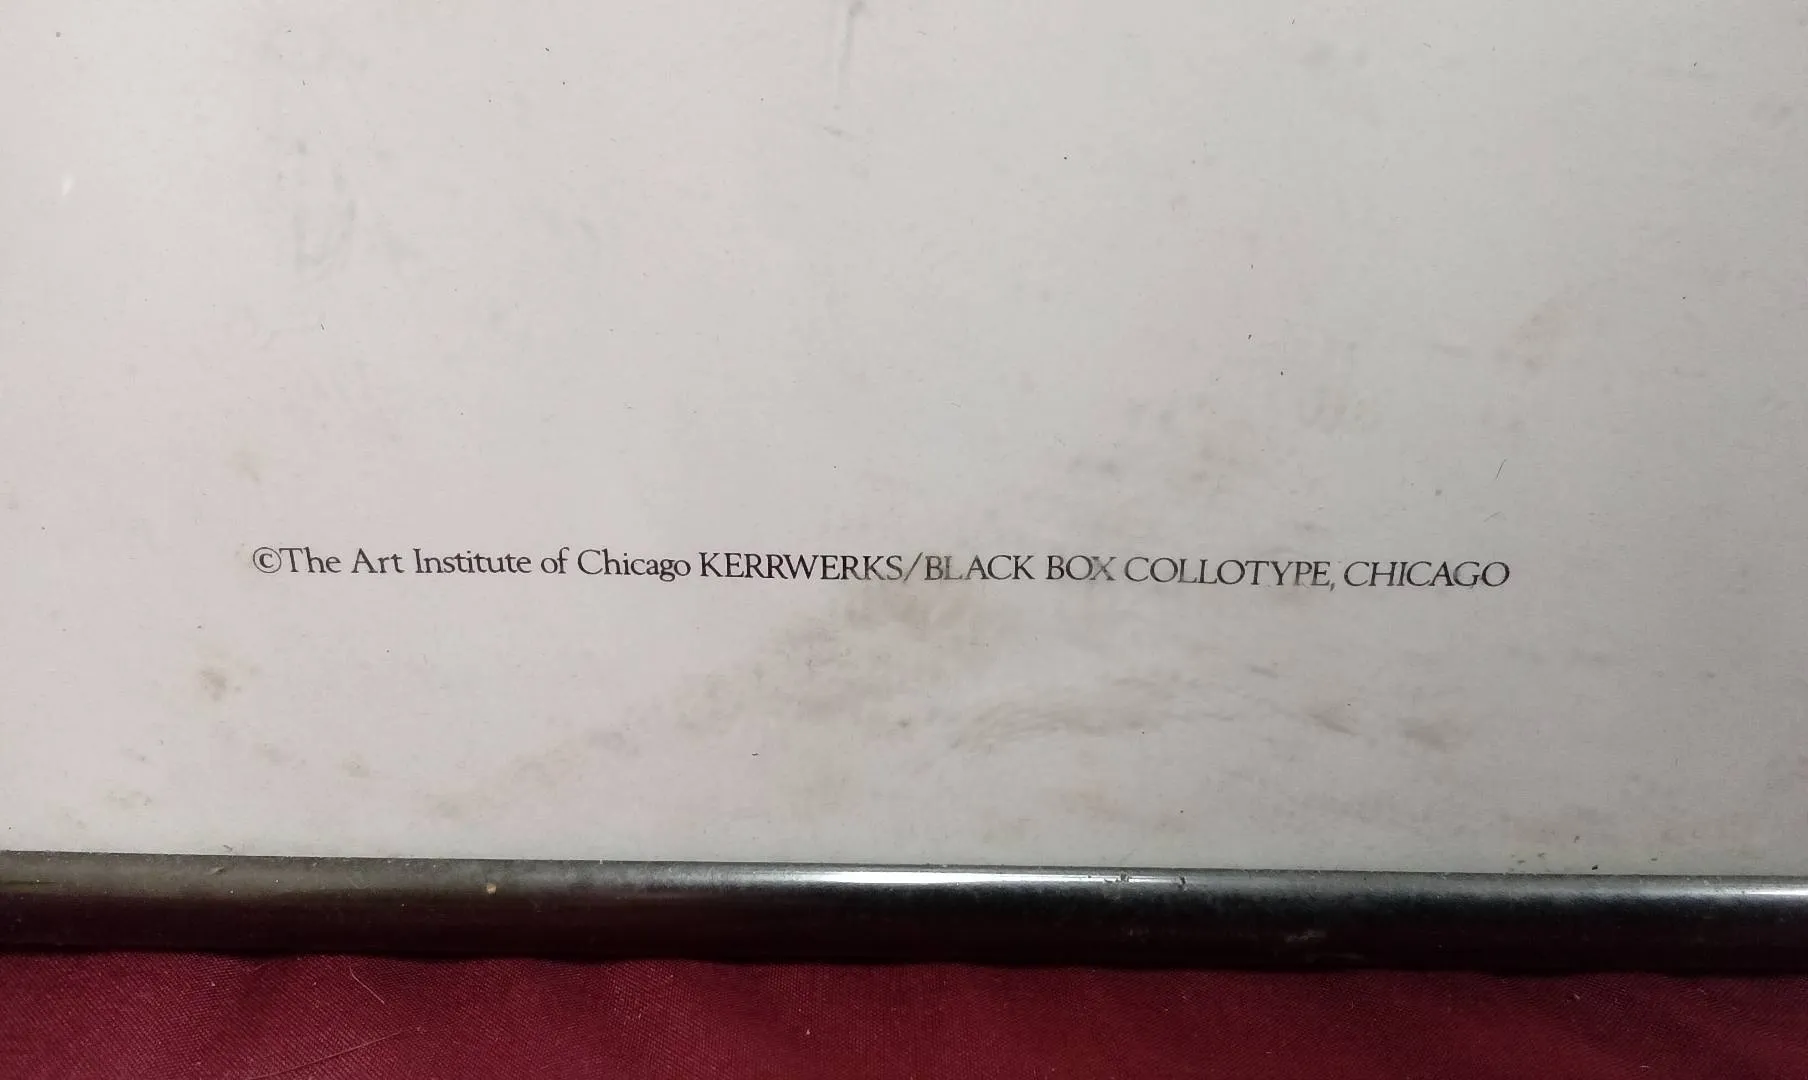 ©The Art Institute of Chicago KERRWERKS/BLACK BOX COLLOTYPE, CHICAGO